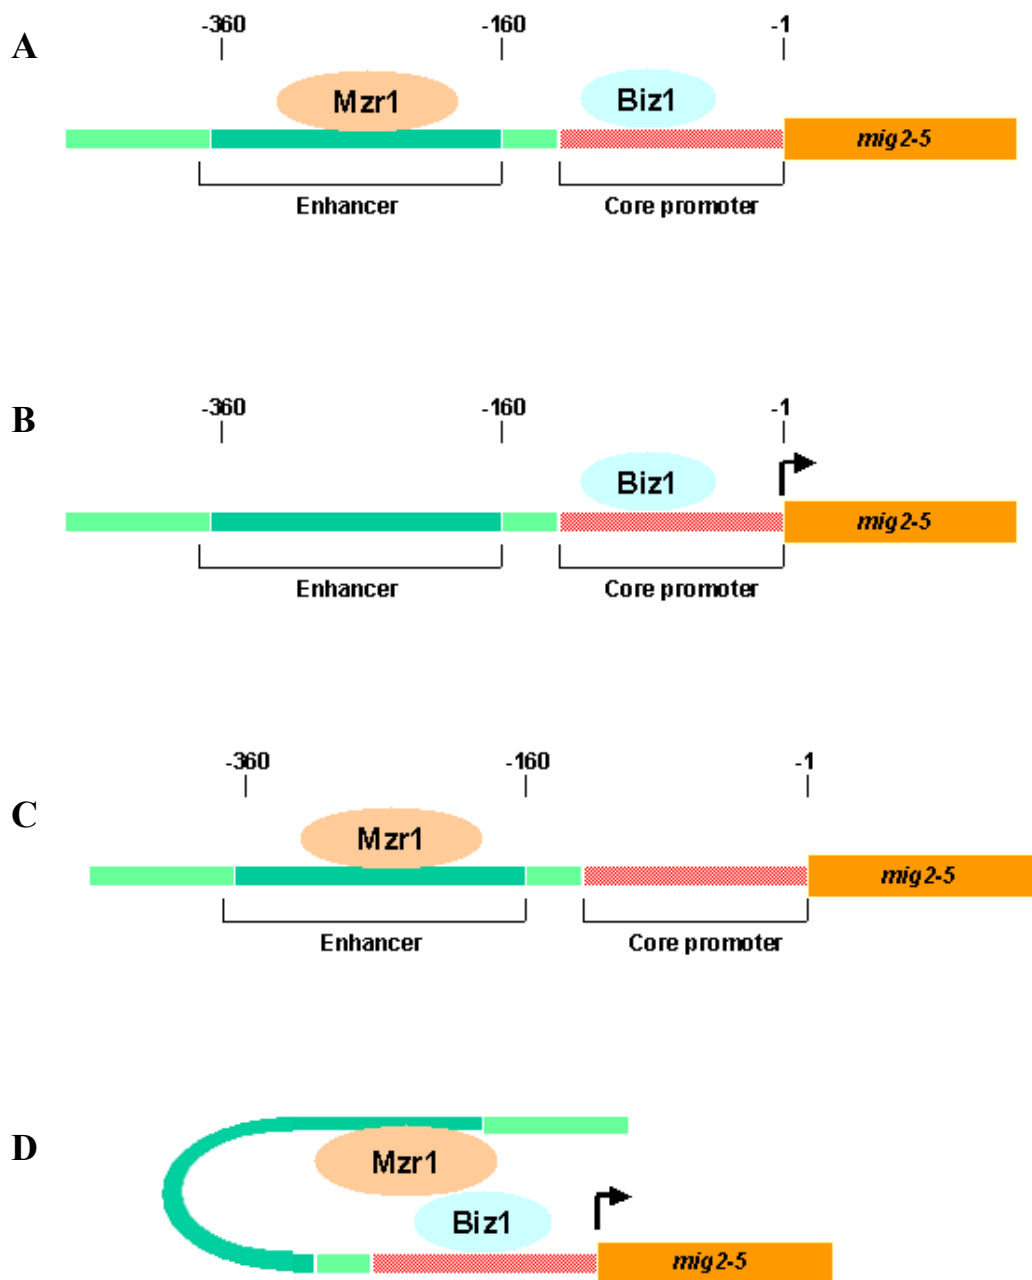 A
-360 -160 -1
Mzr1 Biz1
mig2-5
Enhancer Core promoter
B
-360 -160 -1
Biz1
mig2-5
Enhancer Core promoter
C
-360 -160 -1
Mzr1
mig2-5
Enhancer Core promoter
D
Mzr1
Biz1
mig2-5